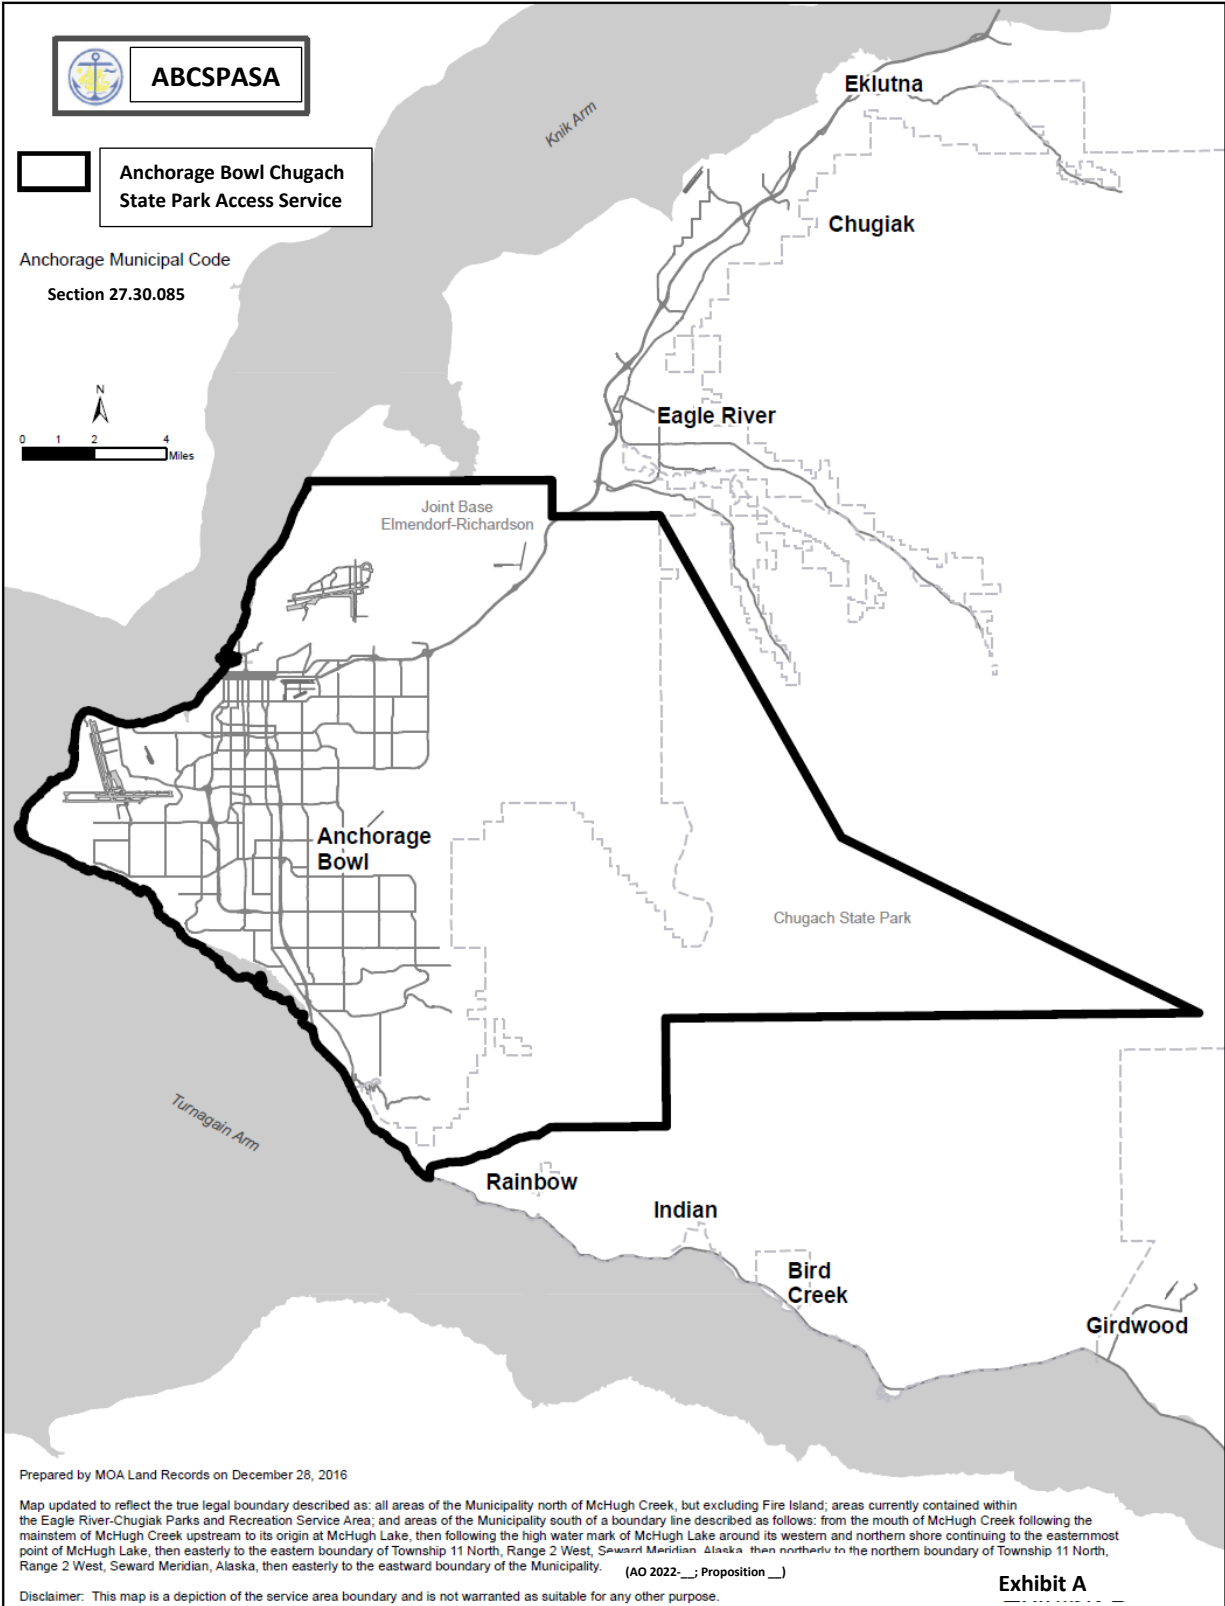 ABCSPASA
Anchorage Bowl Chugach
State Park Access Service
Anchorage Municipal Code
Section 27.30.085
N
0 1 2 4
Miles
Knik Arm
Eklutna
Chugiak
Eagle River
Joint Base
Elmendorf-Richardson
Anchorage
Bowl
Chugach State Park
Turnagain Arm
Rainbow
Indian
Bird
Creek
Girdwood
Prepared by MOA Land Records on December 28, 2016
Map updated to reflect the true legal boundary described as: all areas of the Municipality north of McHugh Creek, but excluding Fire Island; areas currently contained within
the Eagle River-Chugiak Parks and Recreation Service Area; and areas of the Municipality south of a boundary line described as follows: from the mouth of McHugh Creek following the
mainstem of McHugh Creek upstream to its origin at McHugh Lake, then following the high water mark of McHugh Lake around its western and northern shore continuing to the easternmost
point of McHugh Lake, then easterly to the eastern boundary of Township 11 North, Range 2 West, Seward Meridian, Alaska, then northerly to the northern boundary of Township 11 North,
Range 2 West, Seward Meridian, Alaska, then easterly to the eastward boundary of the Municipality.
(AO 2022-__; Proposition __)
Disclaimer: This map is a depiction of the service area boundary and is not warranted as suitable for any other purpose.
Exhibit A